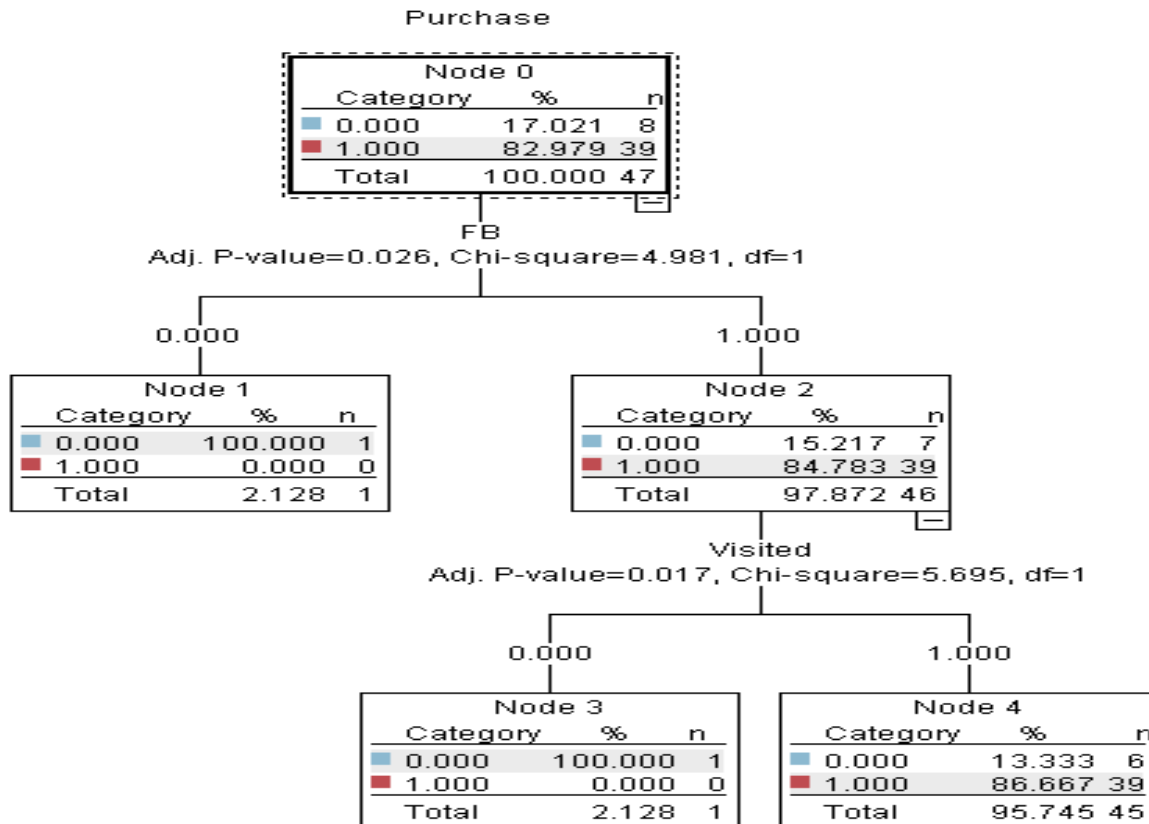 Purchase
Node 0
Category % n
0.000 17.021 8
1.000 82.979 39
Total 100.000 47
FB
Adj. P-value=0.026, Chi-square=4.981, df=1
0.000
1.000
Node 1
Category % n
0.000 100.000 1
1.000 0.000 0
Total 2.128 1
Node 2
Category % n
0.000 15.217 7
1.000 84.783 39
Total 97.872 46
Visited
Adj. P-value=0.017, Chi-square=5.695, df=1
0.000
1.000
Node 3
Category % n
0.000 100.000 1
1.000 0.000 0
Total 2.128 1
Node 4
Category % n
0.000 13.333 6
1.000 86.667 39
Total 95.745 45